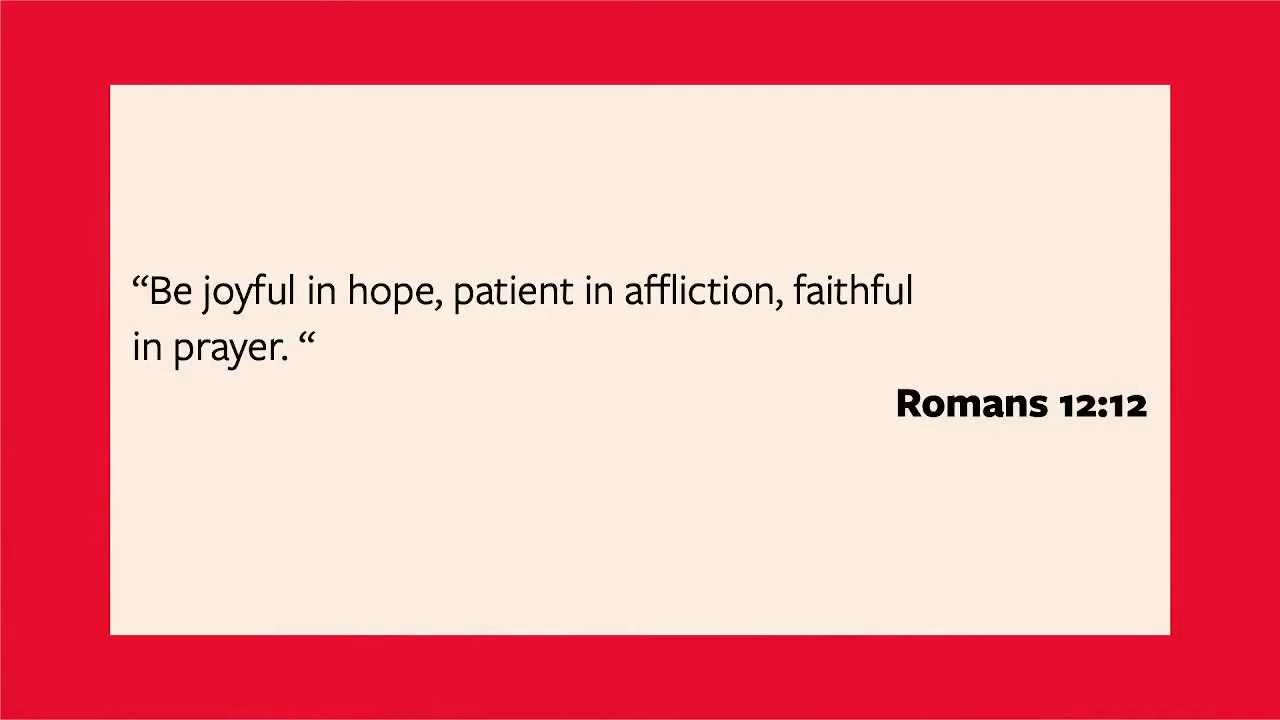 “Be joyful in hope, patient in affliction, faithful
in prayer. “
Romans 12:12